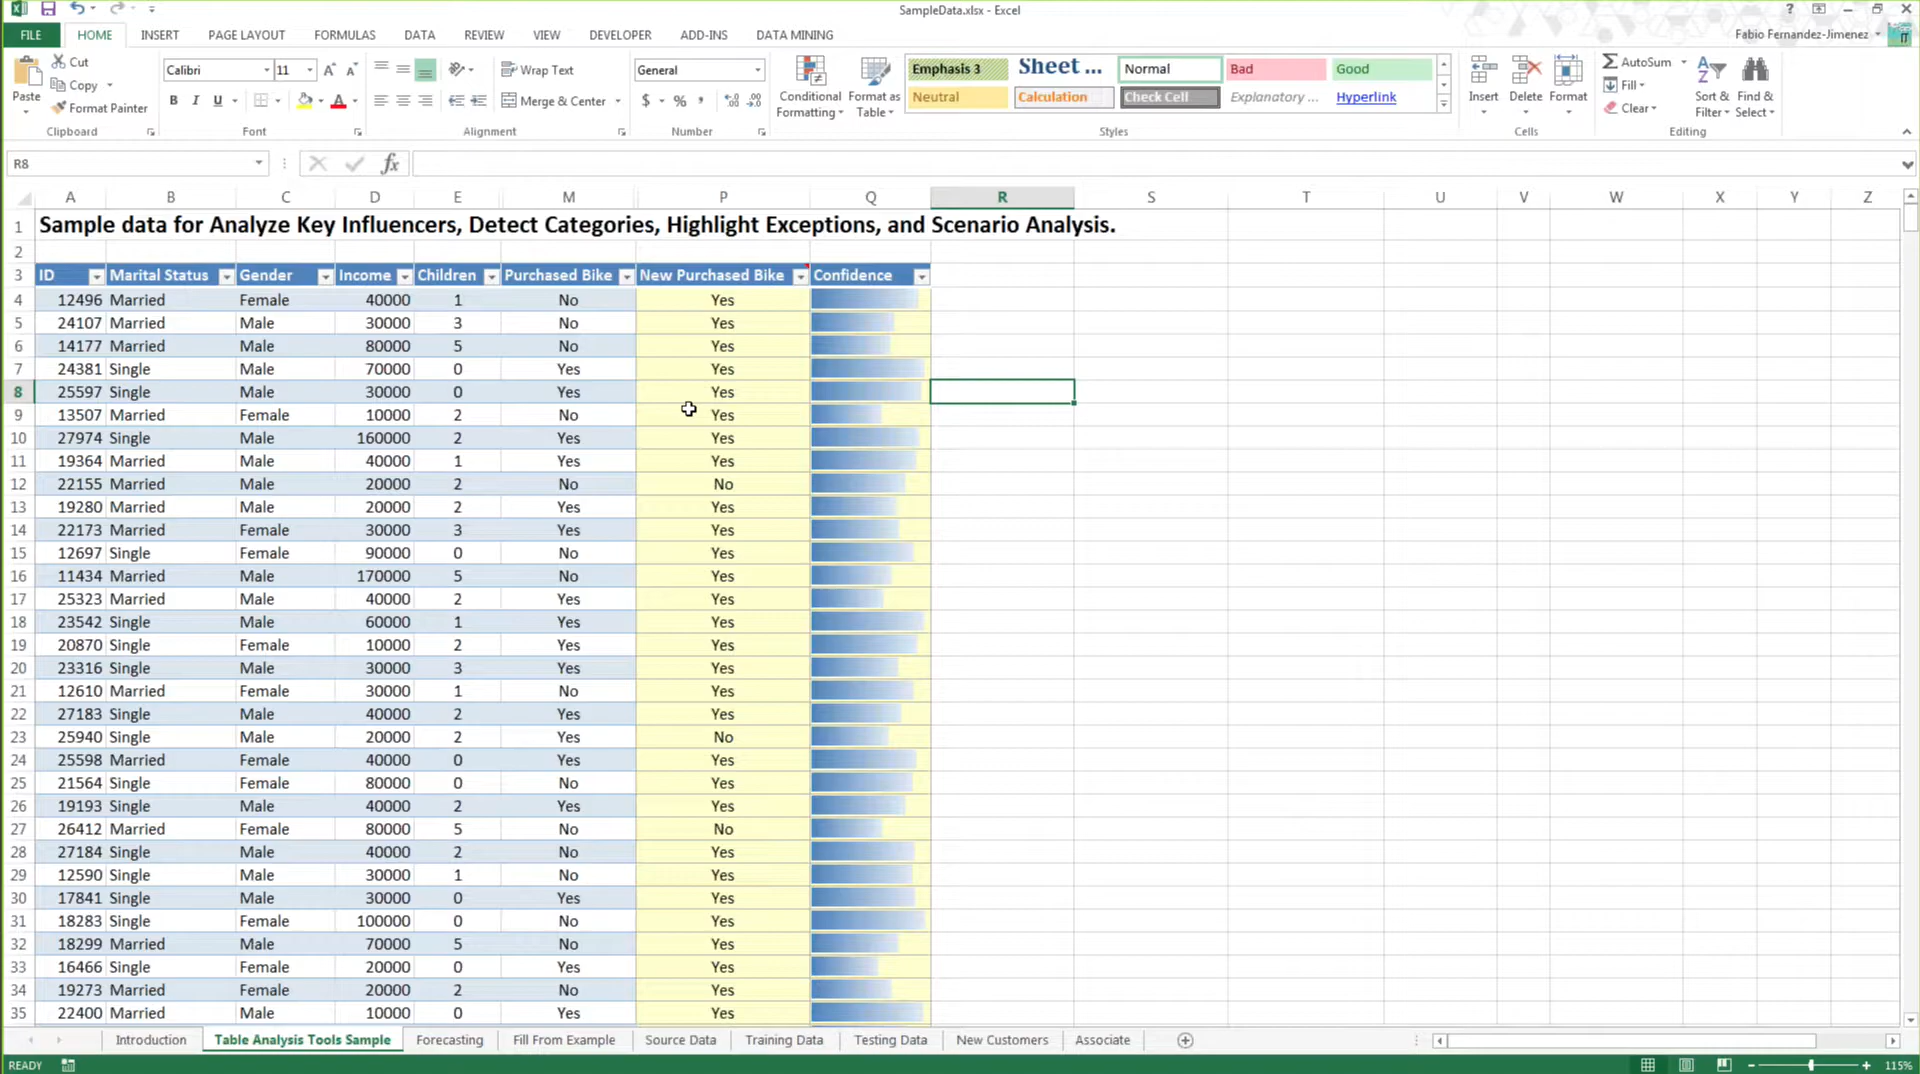 SampleData.xlsx - Excel
FILE HOME INSERT PAGE LAYOUT FORMULAS DATA REVIEW VIEW DEVELOPER ADD-INS DATA MINING Fabio Fernandez-Jimenez
Paste Cut Copy Format Painter Clipboard
Calibri 11 B I U A A A Font
Wrap Text Merge & Center Alignment
General $ % , Number
Conditional Formatting Format as Table
Emphasis 3 Sheet ... Normal Bad Good
Neutral Calculation Check Cell Explanatory ... Hyperlink
Styles
Insert Delete Format Cells
AutoSum Fill Clear Sort & Filter Find & Select Editing
R8 fx
A B C D E M P Q R S T U V W X Y Z
1 Sample data for Analyze Key Influencers, Detect Categories, Highlight Exceptions, and Scenario Analysis.
2
3 ID Marital Status Gender Income Children Purchased Bike New Purchased Bike Confidence
4 12496 Married Female 40000 1 No Yes
5 24107 Married Male 30000 3 No Yes
6 14177 Married Male 80000 5 No Yes
7 24381 Single Male 70000 0 Yes Yes
8 25597 Single Male 30000 0 Yes Yes
9 13507 Married Female 10000 2 No Yes
10 27974 Single Male 160000 2 Yes Yes
11 19364 Married Male 40000 1 Yes Yes
12 22155 Married Male 20000 2 No No
13 19280 Married Male 20000 2 Yes Yes
14 22173 Married Female 30000 3 No Yes
15 12697 Single Female 90000 0 No Yes
16 11434 Married Male 170000 5 No Yes
17 25323 Married Male 40000 2 Yes Yes
18 23542 Single Male 60000 1 Yes Yes
19 20870 Single Female 10000 2 Yes Yes
20 23316 Single Male 30000 3 Yes Yes
21 12610 Married Female 30000 1 No Yes
22 27183 Single Male 40000 2 Yes Yes
23 25940 Single Male 20000 2 Yes No
24 25598 Married Female 40000 0 Yes Yes
25 21564 Single Female 80000 0 No Yes
26 19193 Single Male 40000 2 Yes Yes
27 26412 Married Female 80000 5 No No
28 27184 Single Male 40000 2 No Yes
29 12590 Single Male 30000 1 No Yes
30 17841 Single Male 30000 0 Yes Yes
31 18283 Single Female 100000 0 No Yes
32 18299 Married Male 70000 5 No Yes
33 16466 Single Female 20000 0 Yes Yes
34 19273 Married Female 20000 2 No Yes
35 22400 Married Male 10000 0 Yes Yes
Introduction Table Analysis Tools Sample Forecasting Fill From Example Source Data Training Data Testing Data New Customers Associate
READY 115%